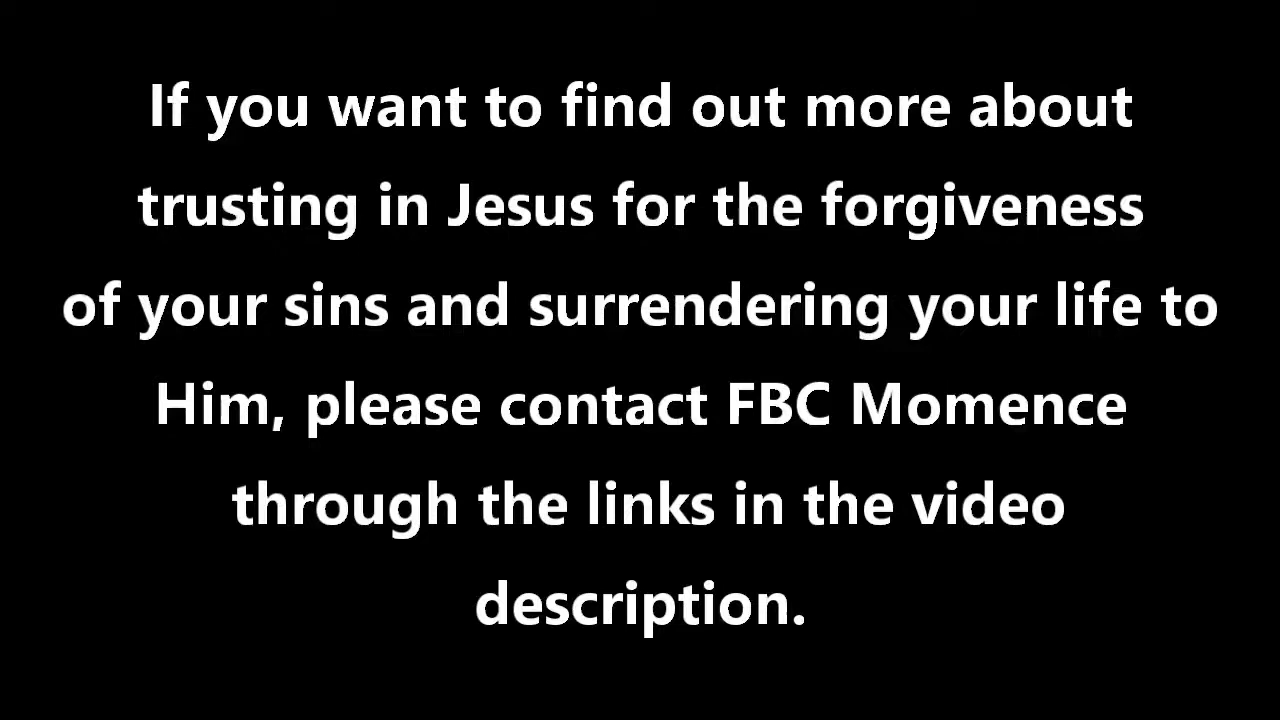 If you want to find out more about
trusting in Jesus for the forgiveness
of your sins and surrendering your life to
Him, please contact FBC Momence
through the links in the video
description.